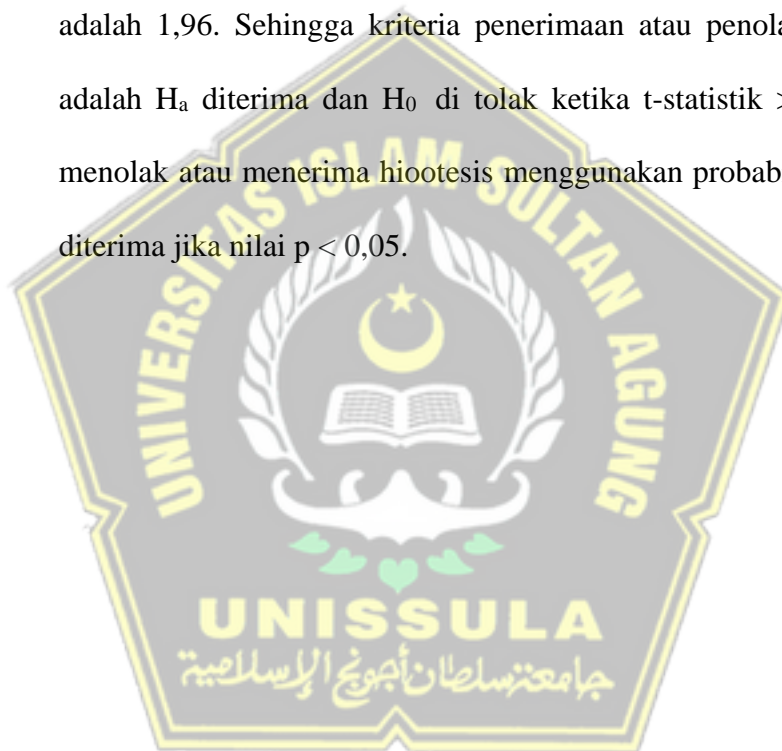 adalah 1,96. Sehingga kriteria penerimaan atau penola
adalah Hₐ diterima dan H₀ di tolak ketika t-statistik >
menolak atau menerima hiootesis menggunakan probab
diterima jika nilai p < 0,05.
UNIVERSITAS ISLAM SULTAN AGUNG
UNISSULA
جامعة سلطان أجونج الإسلامية